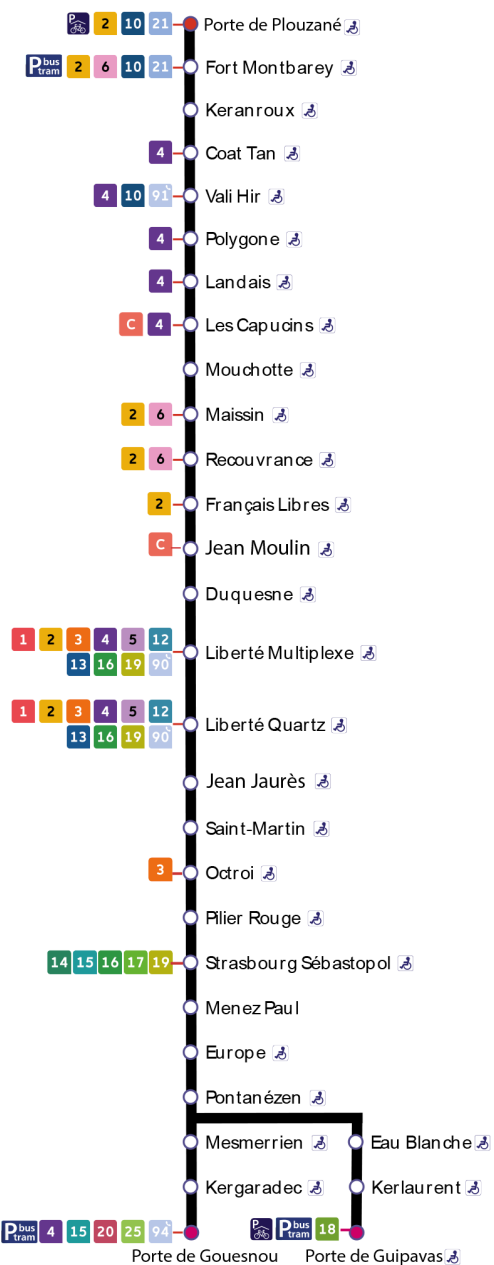 P 2 10 21 Porte de Plouzané
P bus tram 2 6 10 21 Fort Montbarey
Keranroux
4 Coat Tan
4 10 91 Vali Hir
4 Polygone
4 Landais
C 4 Les Capucins
Mouchotte
2 6 Maissin
2 6 Recouvrance
2 Français Libres
C Jean Moulin
Duquesne
1 2 3 4 5 12
13 16 19 90 Liberté Multiplexe
1 2 3 4 5 12
13 16 19 90 Liberté Quartz
Jean Jaurès
Saint-Martin
3 Octroi
Pilier Rouge
14 15 16 17 19 Strasbourg Sébastopol
Menez Paul
Europe
Pontanézen
Mesmerrien Eau Blanche
Kergaradec Kerlaurent
P bus tram 4 15 20 25 94 P P bus tram 18
Porte de Gouesnou Porte de Guipavas